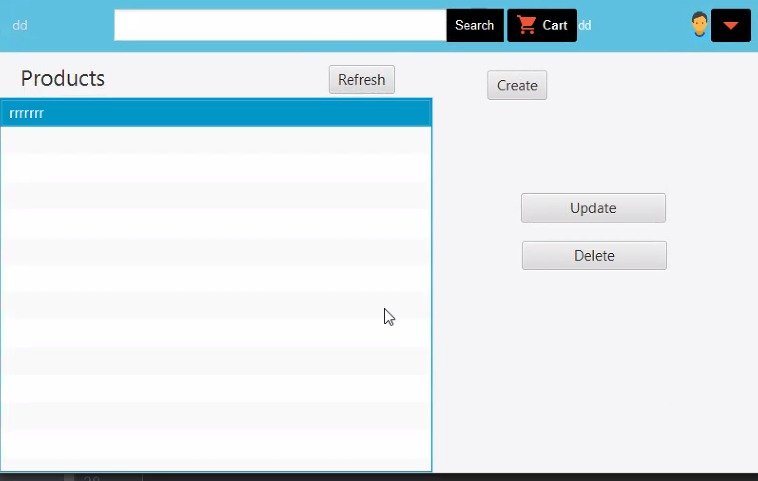 dd
Search
Cart
dd
Products
Refresh
Create
rrrrrrr
Update
Delete